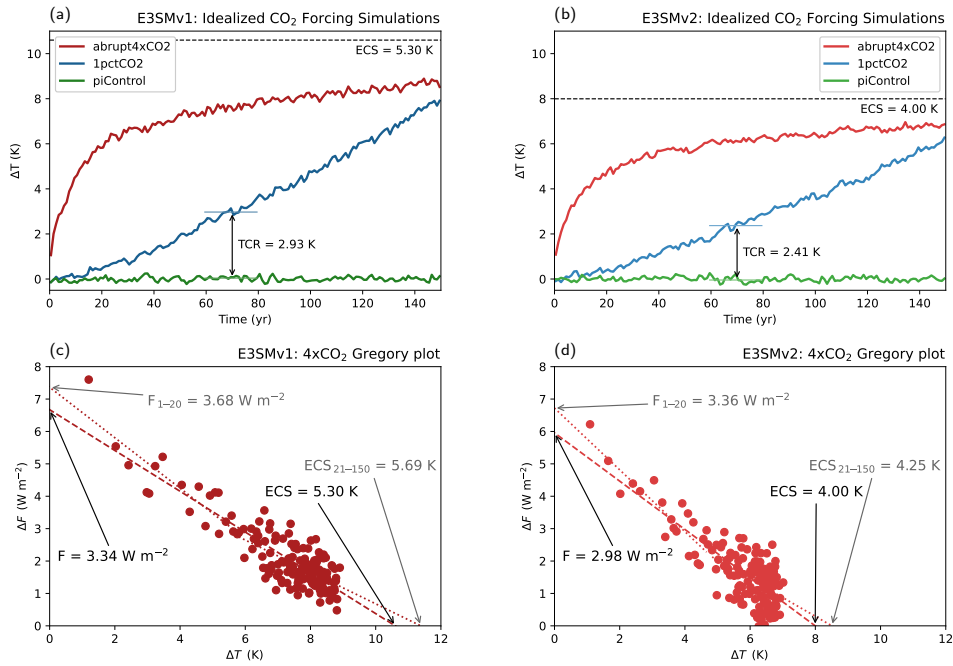 (a) E3SMv1: Idealized CO₂ Forcing Simulations
ΔT (K)
10
8
6
4
2
0
abrupt4xCO2
1pctCO2
piControl
ECS = 5.30 K
TCR = 2.93 K
0 20 40 60 80 100 120 140
Time (yr)
(b) E3SMv2: Idealized CO₂ Forcing Simulations
ΔT (K)
10
8
6
4
2
0
abrupt4xCO2
1pctCO2
piControl
ECS = 4.00 K
TCR = 2.41 K
0 20 40 60 80 100 120 140
Time (yr)
(c) E3SMv1: 4xCO₂ Gregory plot
ΔF (W m⁻²)
8
7
6
5
4
3
2
1
0
F₁₋₂₀ = 3.68 W m⁻²
ECS₂₁₋₁₅₀ = 5.69 K
ECS = 5.30 K
F = 3.34 W m⁻²
0 2 4 6 8 10 12
ΔT (K)
(d) E3SMv2: 4xCO₂ Gregory plot
ΔF (W m⁻²)
8
7
6
5
4
3
2
1
0
F₁₋₂₀ = 3.36 W m⁻²
ECS₂₁₋₁₅₀ = 4.25 K
ECS = 4.00 K
F = 2.98 W m⁻²
0 2 4 6 8 10 12
ΔT (K)